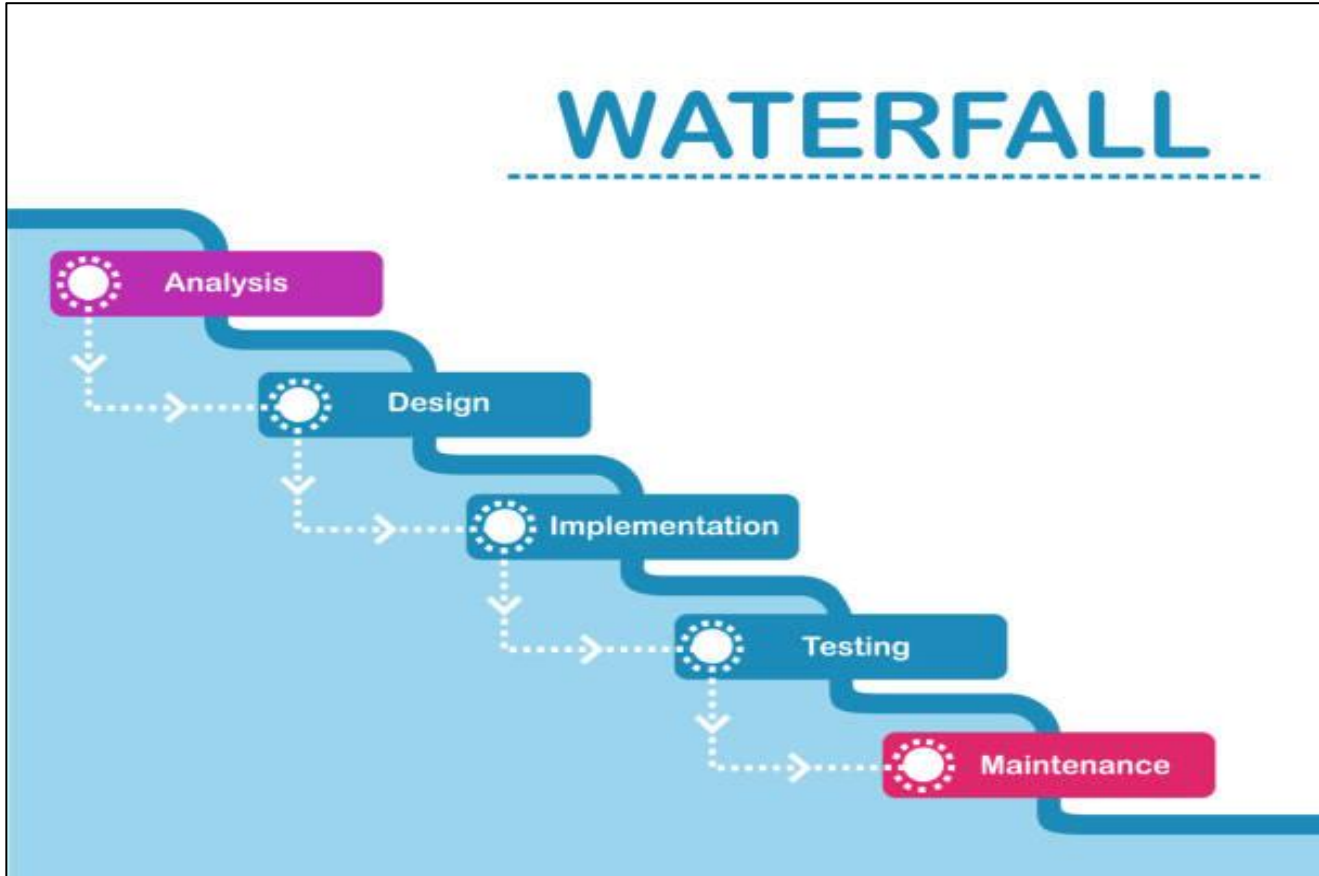 WATERFALL
Analysis
Design
Implementation
Testing
Maintenance